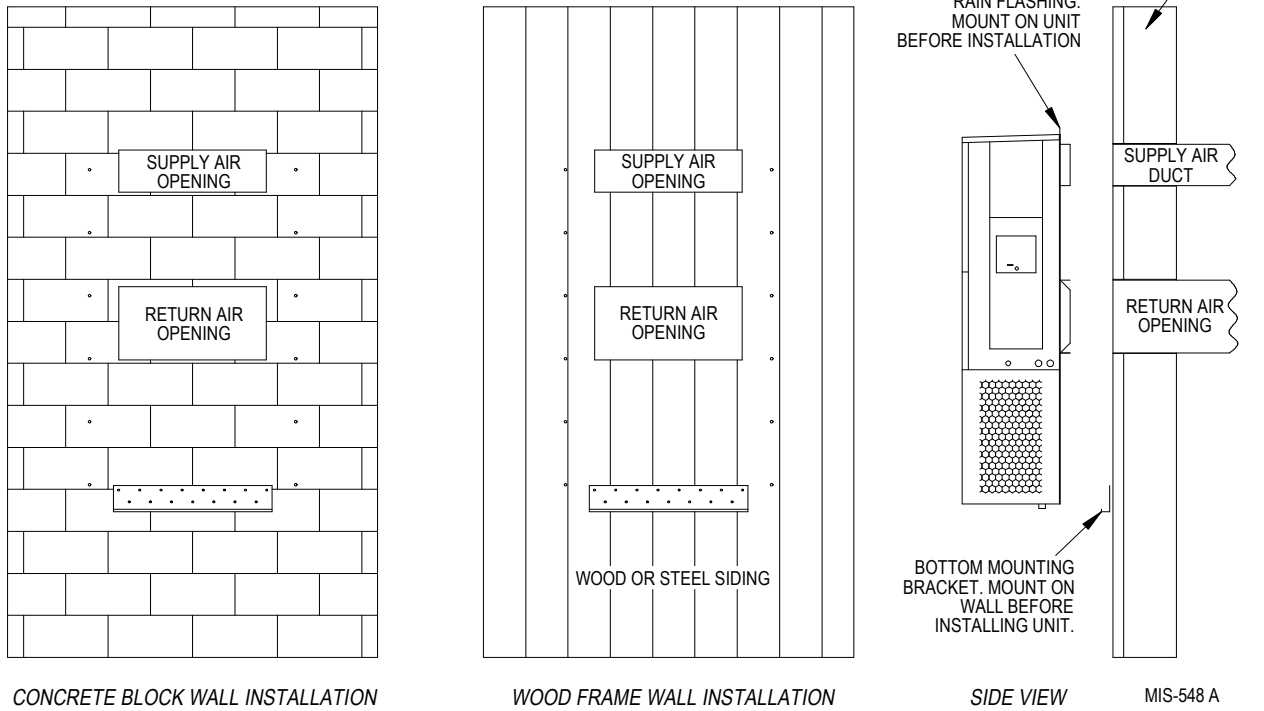 RAIN FLASHING.
MOUNT ON UNIT
BEFORE INSTALLATION
SUPPLY AIR
OPENING
RETURN AIR
OPENING
SUPPLY AIR
OPENING
RETURN AIR
OPENING
WOOD OR STEEL SIDING
SUPPLY AIR
DUCT
RETURN AIR
OPENING
BOTTOM MOUNTING
BRACKET. MOUNT ON
WALL BEFORE
INSTALLING UNIT.
CONCRETE BLOCK WALL INSTALLATION
WOOD FRAME WALL INSTALLATION
SIDE VIEW
MIS-548 A